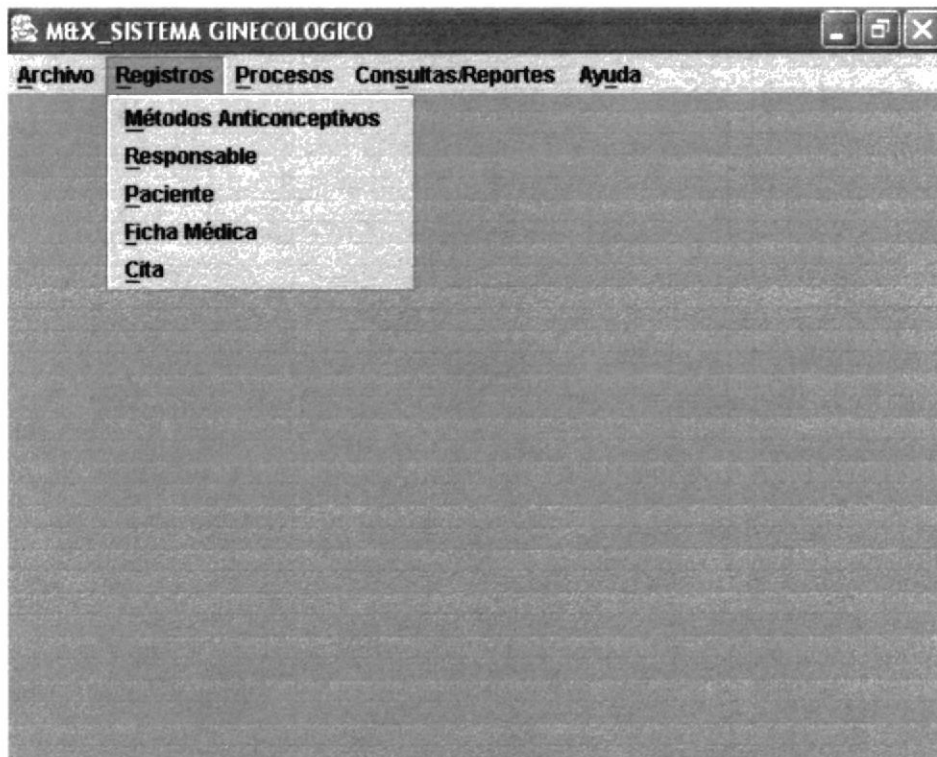 M&X_SISTEMA GINECOLOGICO
Archivo Registros Procesos Consultas/Reportes Ayuda
Métodos Anticonceptivos
Responsable
Paciente
Ficha Médica
Cita